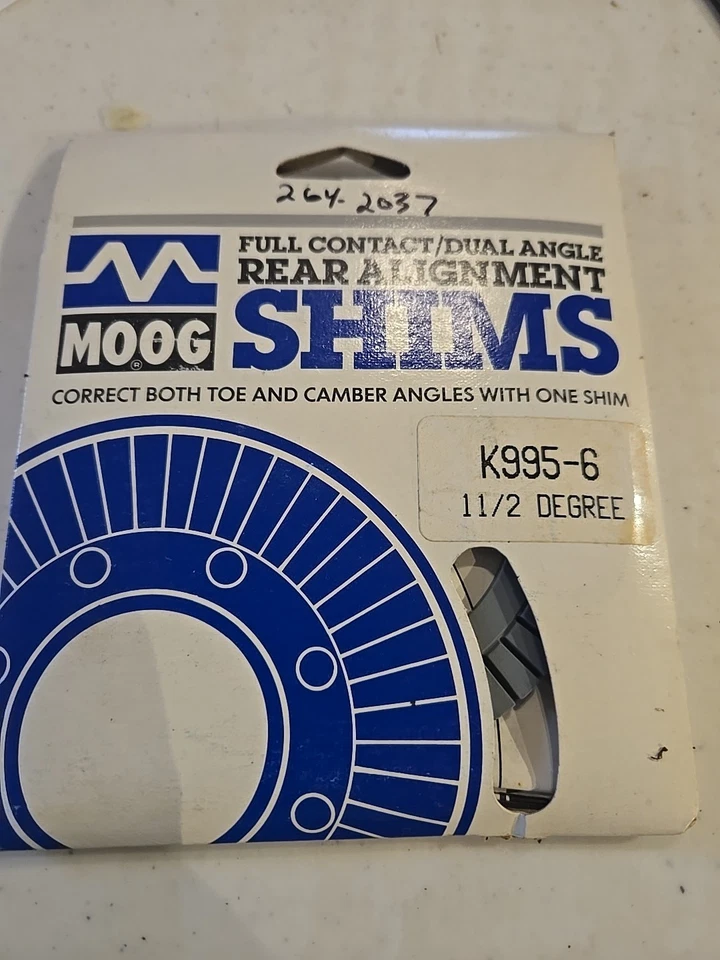 264-2037
FULL CONTACT/DUAL ANGLE
REAR ALIGNMENT
SHIMS
MOOG
®
CORRECT BOTH TOE AND CAMBER ANGLES WITH ONE SHIM
K995-6
11/2 DEGREE